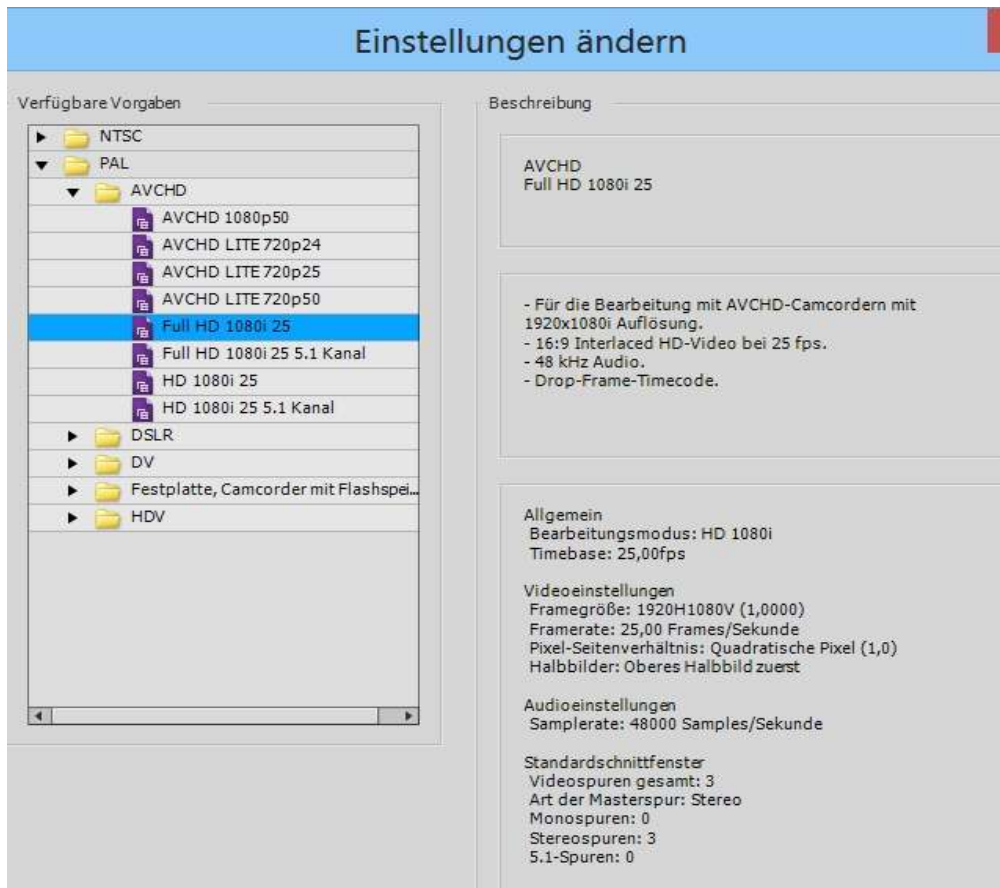 Einstellungen ändern
Verfügbare Vorgaben
NTSC
PAL
AVCHD
AVCHD 1080p50
AVCHD LITE 720p24
AVCHD LITE 720p25
AVCHD LITE 720p50
Full HD 1080i 25
Full HD 1080i 25 5.1 Kanal
HD 1080i 25
HD 1080i 25 5.1 Kanal
DSLR
DV
Festplatte, Camcorder mit Flashspei...
HDV
Beschreibung
AVCHD
Full HD 1080i 25
- Für die Bearbeitung mit AVCHD-Camcordern mit
1920x1080i Auflösung.
- 16:9 Interlaced HD-Video bei 25 fps.
- 48 kHz Audio.
- Drop-Frame-Timecode.
Allgemein
Bearbeitungsmodus: HD 1080i
Timebase: 25,00fps
Videoeinstellungen
Framegröße: 1920H1080V (1,0000)
Framerate: 25,00 Frames/Sekunde
Pixel-Seitenverhältnis: Quadratische Pixel (1,0)
Halbbilder: Oberes Halbbild zuerst
Audioeinstellungen
Samplerate: 48000 Samples/Sekunde
Standardschnittfenster
Videospuren gesamt: 3
Art der Masterspur: Stereo
Monospuren: 0
Stereospuren: 3
5.1-Spuren: 0